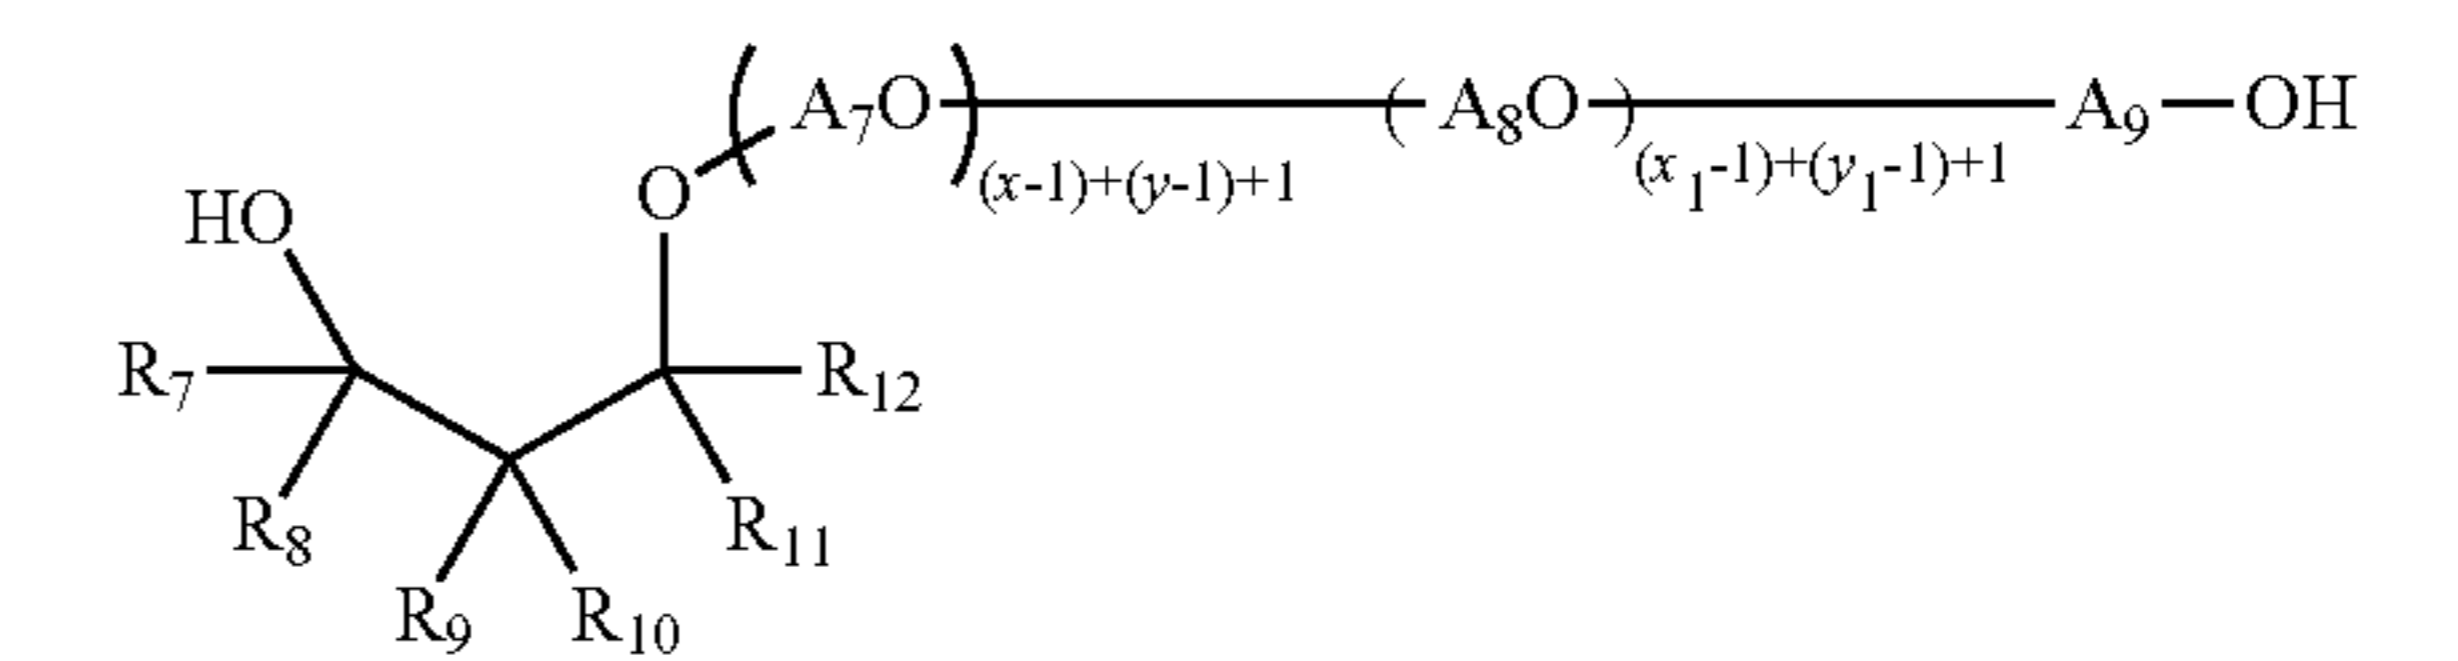 (A₇O)(x-1)+(y-1)+1 (A₈O)(x₁-1)+(y₁-1)+1 A₉—OH
O
HO
R₇ R₁₂
R₈ R₁₁
R₉ R₁₀